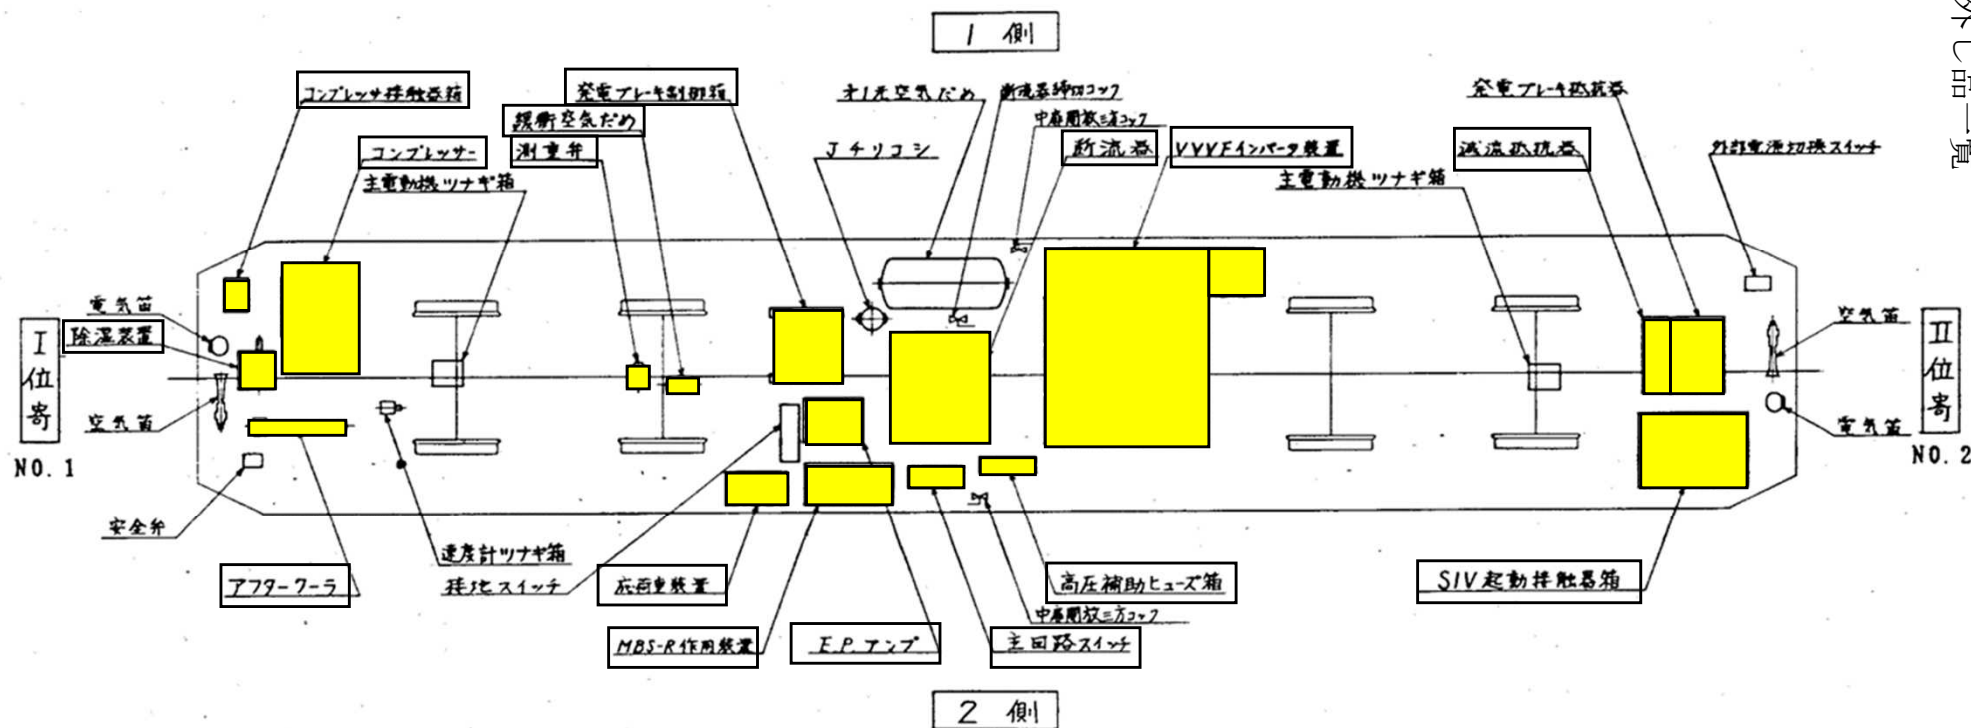 外し品一覧
1 側
コンプレッサ接触器箱
発電ブレーキ制御箱
オ1元空気だめ
断流器締切コック
発電ブレーキ抵抗器
緩衝空気だめ
中扉開放三方コック
コンプレッサー
測重弁
Jチリコシ
断流器
VVVFインバータ装置
減流抵抗器
外部電源切換スイッチ
主電動機ツナギ箱
主電動機ツナギ箱
電気笛
空気笛
I位寄
除湿装置
II位寄
空気笛
電気笛
NO.1
NO.2
安全弁
速度計ツナギ箱
アフタークーラ
接地スイッチ
応荷重装置
高圧補助ヒューズ箱
SIV起動接触器箱
中扉開放三方コック
MBS-R作用装置
E.P.アンプ
主回路スイッチ
2 側